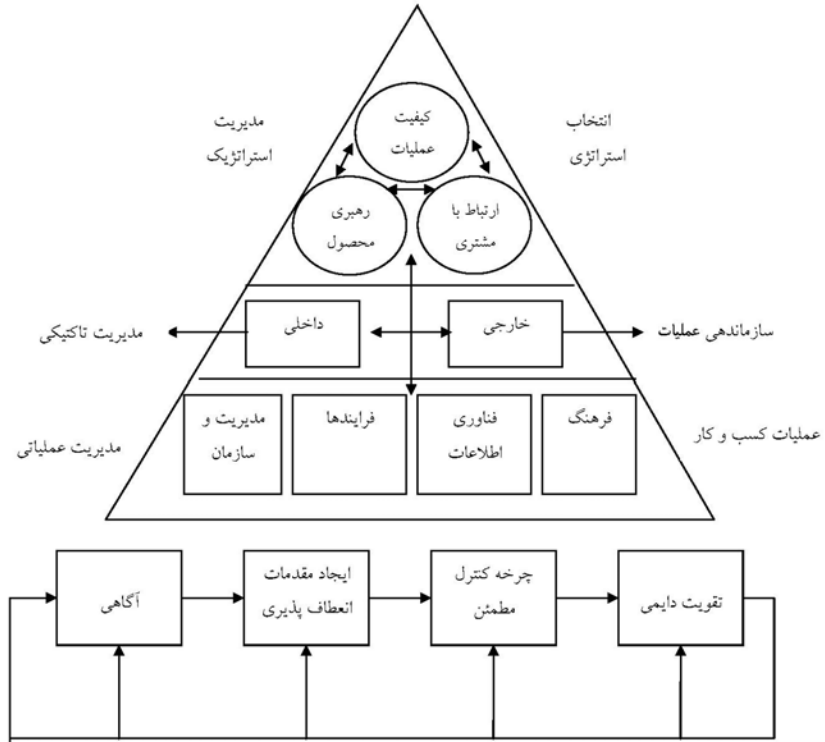 کیفیت
عملیات
انتخاب
استراتژی
مدیریت
استراتژیک
ارتباط با
مشتری
رهبری
محصول
سازماندهی عملیات
خارجی
داخلی
مدیریت تاکتیکی
عملیات کسب و کار
فرهنگ
فناوری
اطلاعات
فرایندها
مدیریت و
سازمان
مدیریت عملیاتی
آگاهی
ایجاد مقدمات
انعطاف پذیری
چرخه کنترل
مطمئن
تقویت دایمی